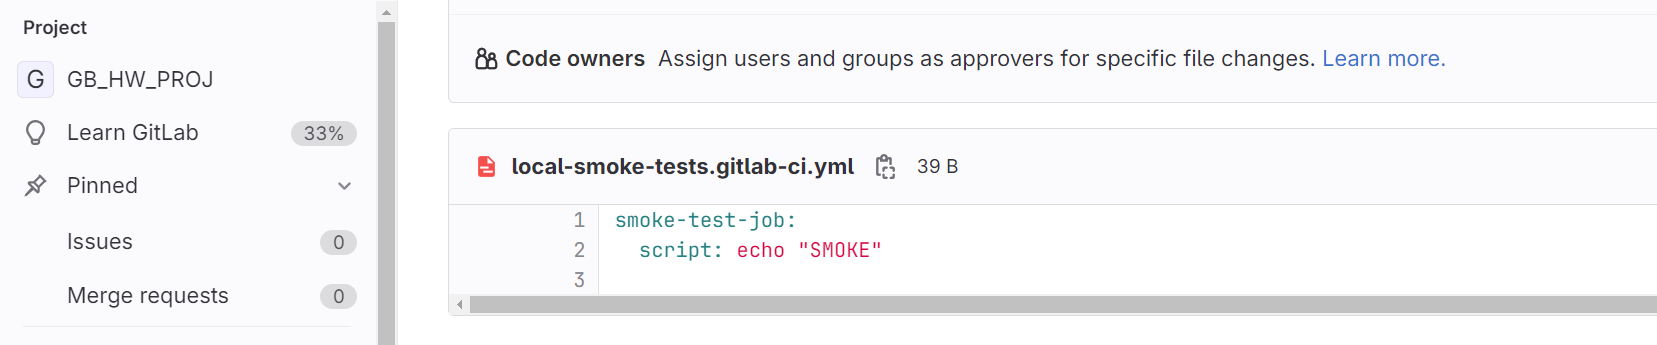 Project
G GB_HW_PROJ
Learn GitLab 33%
Pinned
Issues 0
Merge requests 0
Code owners Assign users and groups as approvers for specific file changes. Learn more.
local-smoke-tests.gitlab-ci.yml 39 B
1 smoke-test-job:
2   script: echo "SMOKE"
3